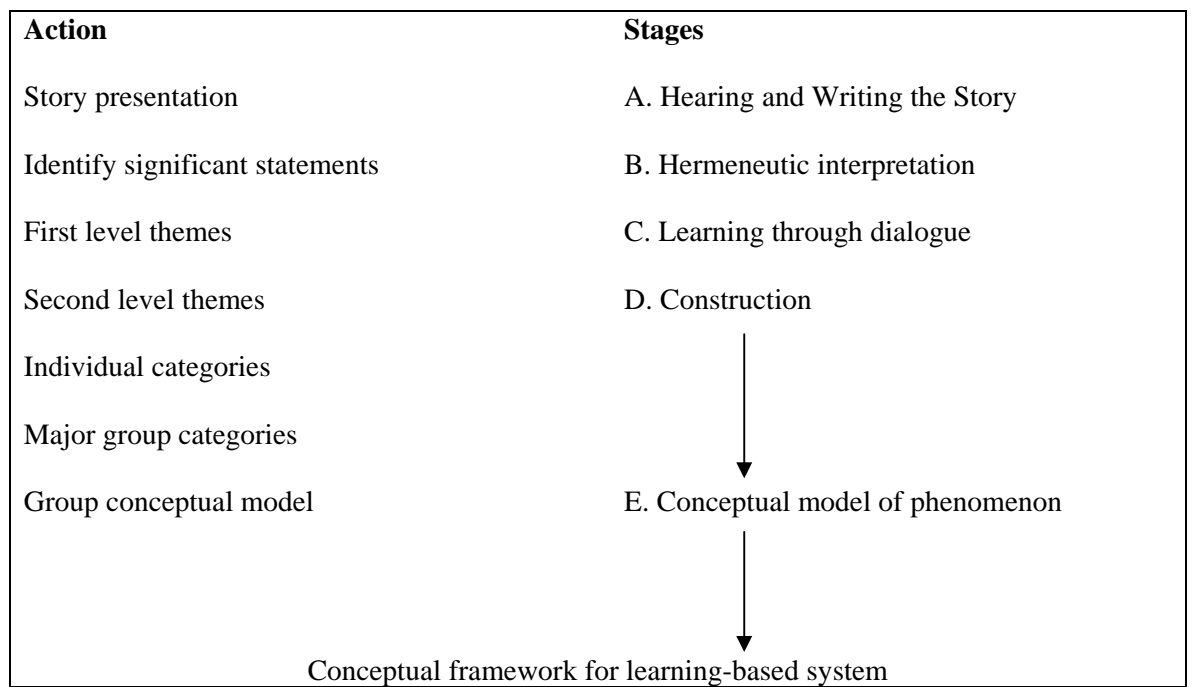 Action Stages
Story presentation A. Hearing and Writing the Story
Identify significant statements B. Hermeneutic interpretation
First level themes C. Learning through dialogue
Second level themes D. Construction
Individual categories
Major group categories
Group conceptual model E. Conceptual model of phenomenon
Conceptual framework for learning-based system